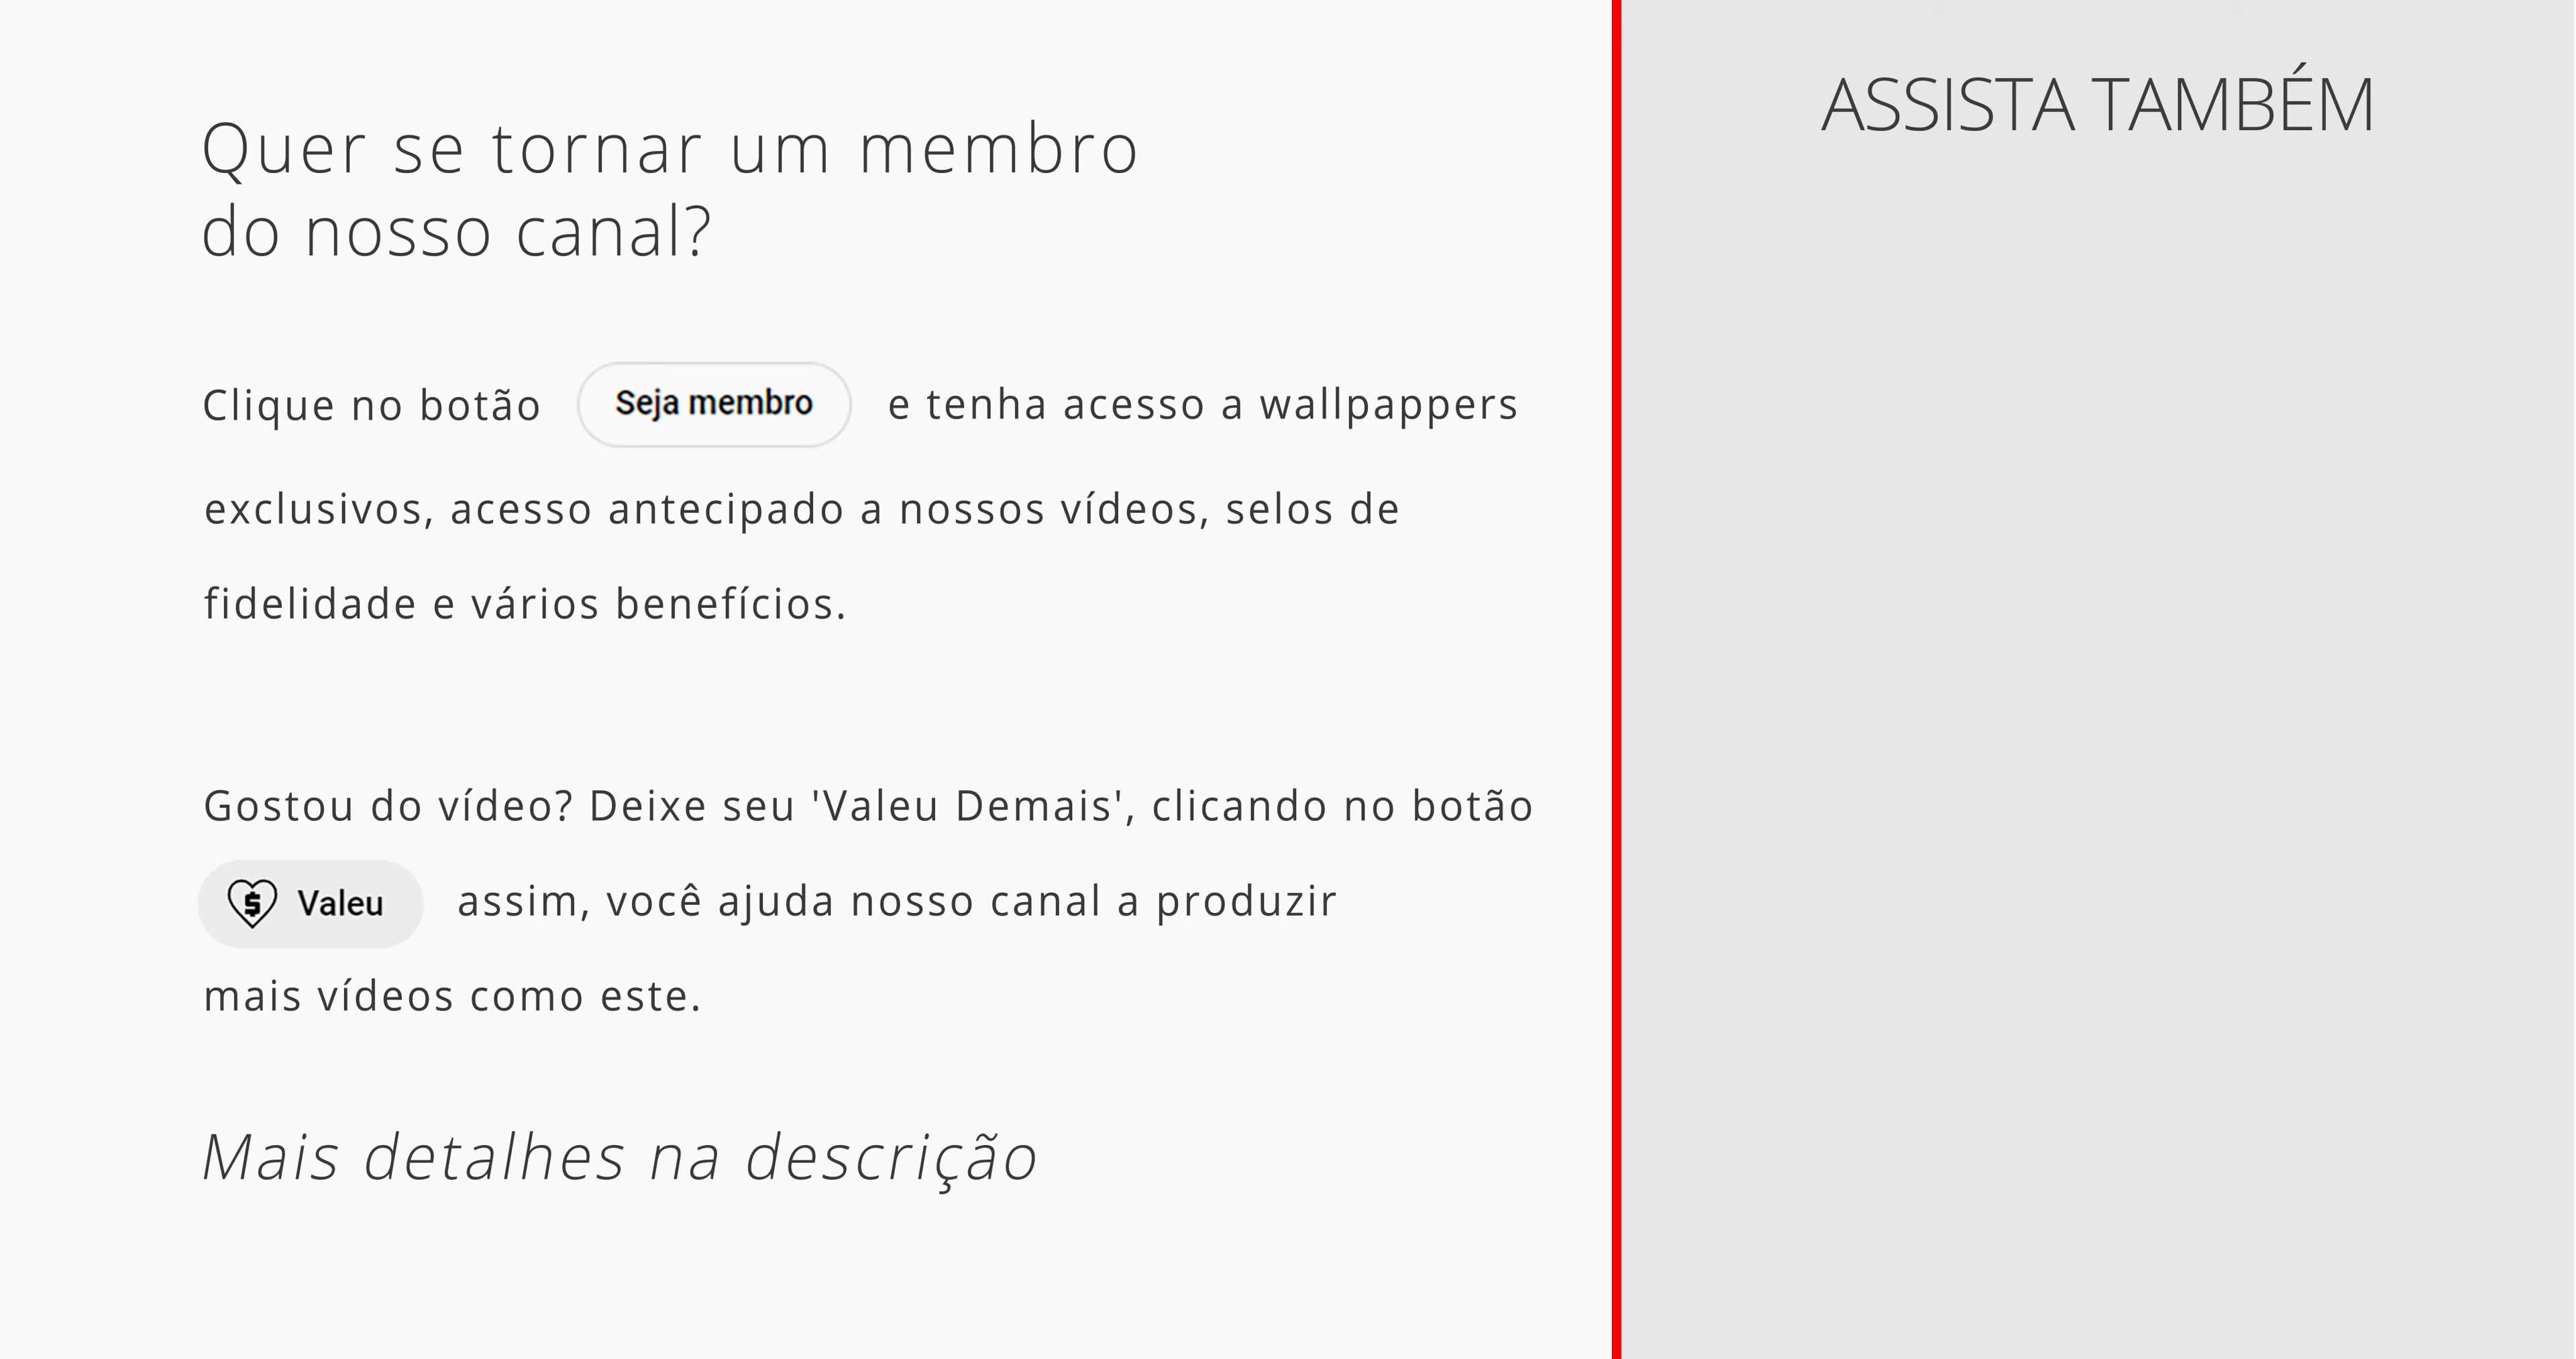 Quer se tornar um membro
do nosso canal?
Clique no botão Seja membro e tenha acesso a wallpappers
exclusivos, acesso antecipado a nossos vídeos, selos de
fidelidade e vários benefícios.
Gostou do vídeo? Deixe seu 'Valeu Demais', clicando no botão
$ Valeu assim, você ajuda nosso canal a produzir
mais vídeos como este.
Mais detalhes na descrição
ASSISTA TAMBÉM